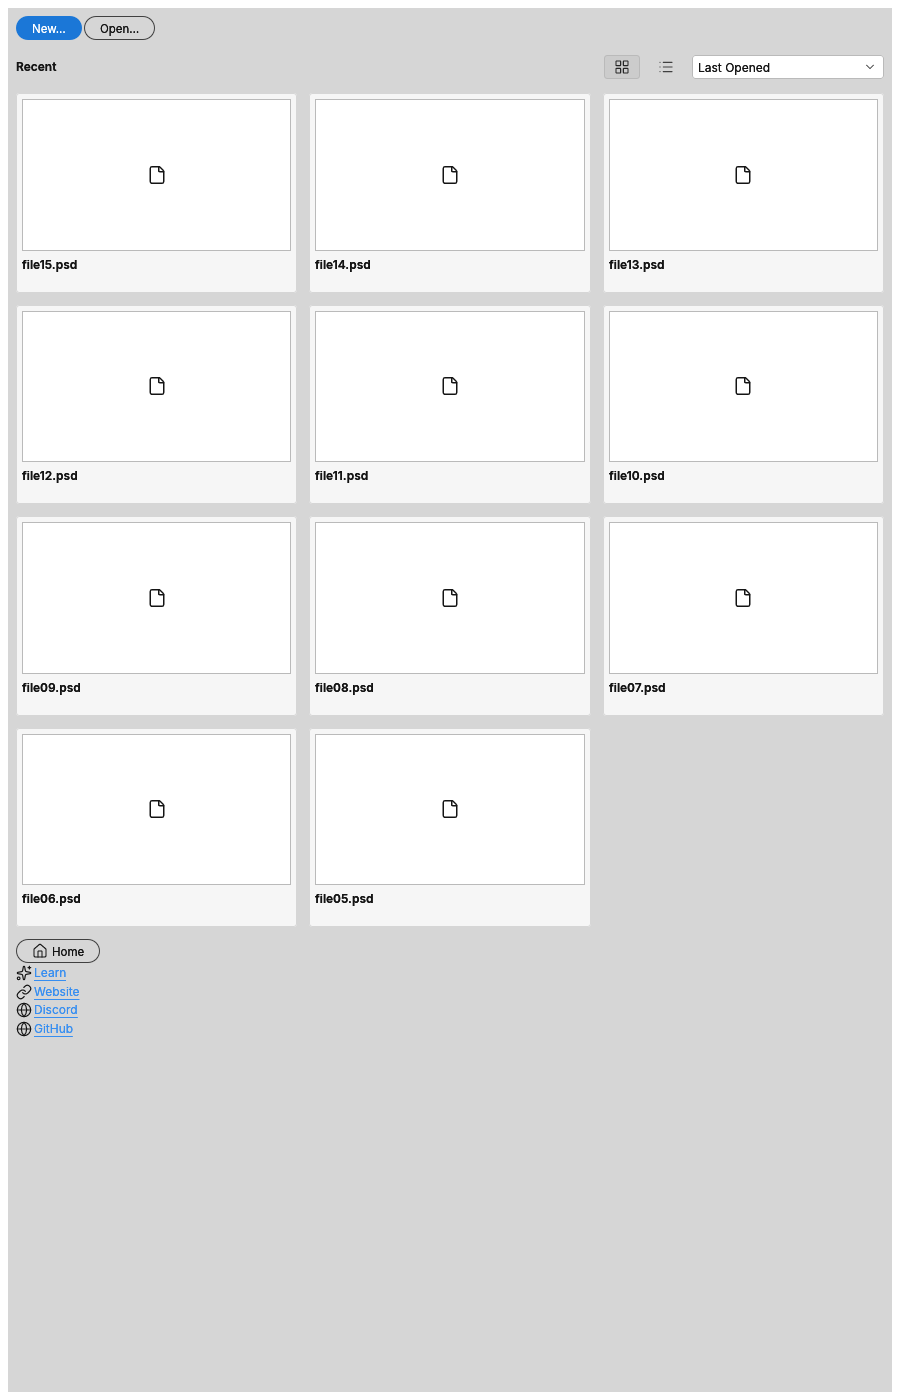 New... Open...
Recent Last Opened
file15.psd file14.psd file13.psd
file12.psd file11.psd file10.psd
file09.psd file08.psd file07.psd
file06.psd file05.psd
Home
Learn
Website
Discord
GitHub